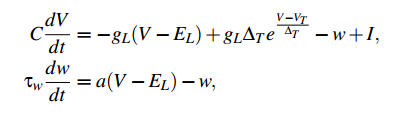 C dV/dt = −g_L(V − E_L) + g_LΔ_T e^((V−V_T)/Δ_T) − w + I,
τ_w dw/dt = a(V − E_L) − w,